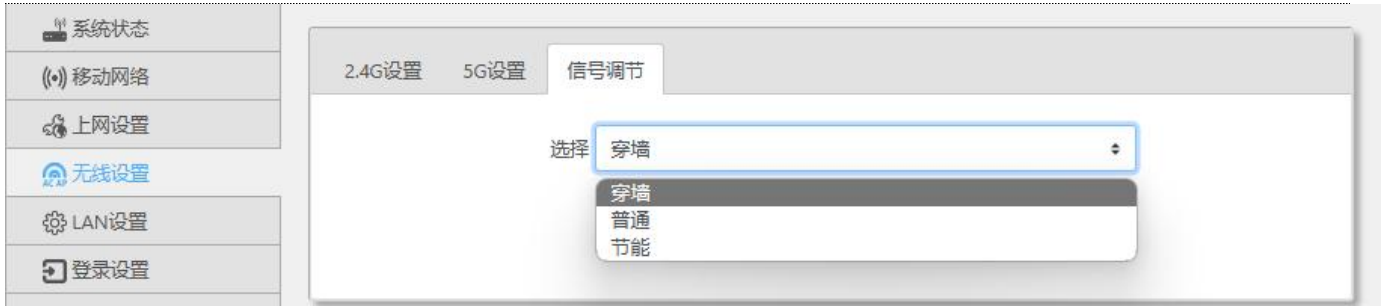 系统状态
移动网络
上网设置
无线设置
LAN设置
登录设置
2.4G设置 5G设置 信号调节
选择 穿墙
穿墙
普通
节能